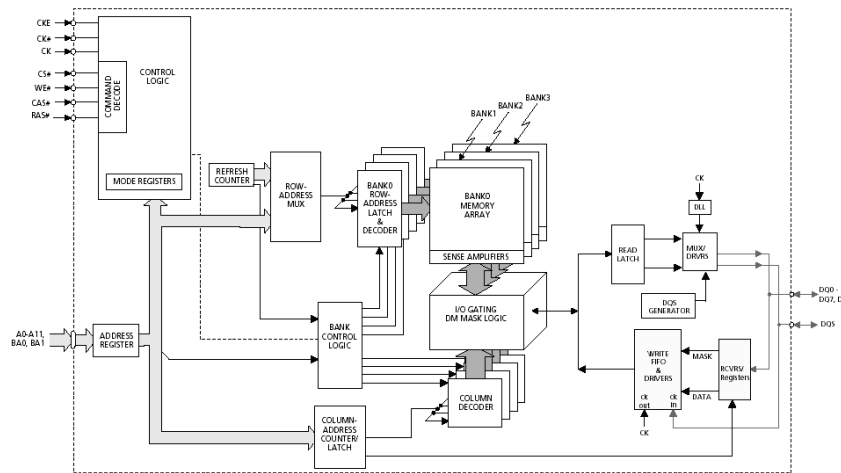 CKE
CK#
CK
CS#
WE#
CAS#
RAS#
COMMAND
DECODE
CONTROL
LOGIC
MODE REGISTERS
REFRESH
COUNTER
ROW-
ADDRESS
MUX
BANK0
ROW-
ADDRESS
LATCH
&
DECODER
BANK1
BANK2
BANK3
BANK0
MEMORY
ARRAY
SENSE AMPLIFIERS
I/O GATING
DM MASK LOGIC
BANK
CONTROL
LOGIC
COLUMN
DECODER
COLUMN-
ADDRESS
COUNTER/
LATCH
A0-A11,
BA0, BA1
ADDRESS
REGISTER
READ
LATCH
CK
DLL
MUX/
DRVRS
DQS
GENERATOR
DQ0 -
DQ7, D
DQS
WRITE
FIFO
&
DRIVERS
ck
out
ck
in
CK
MASK
DATA
RCVRS/
Registers